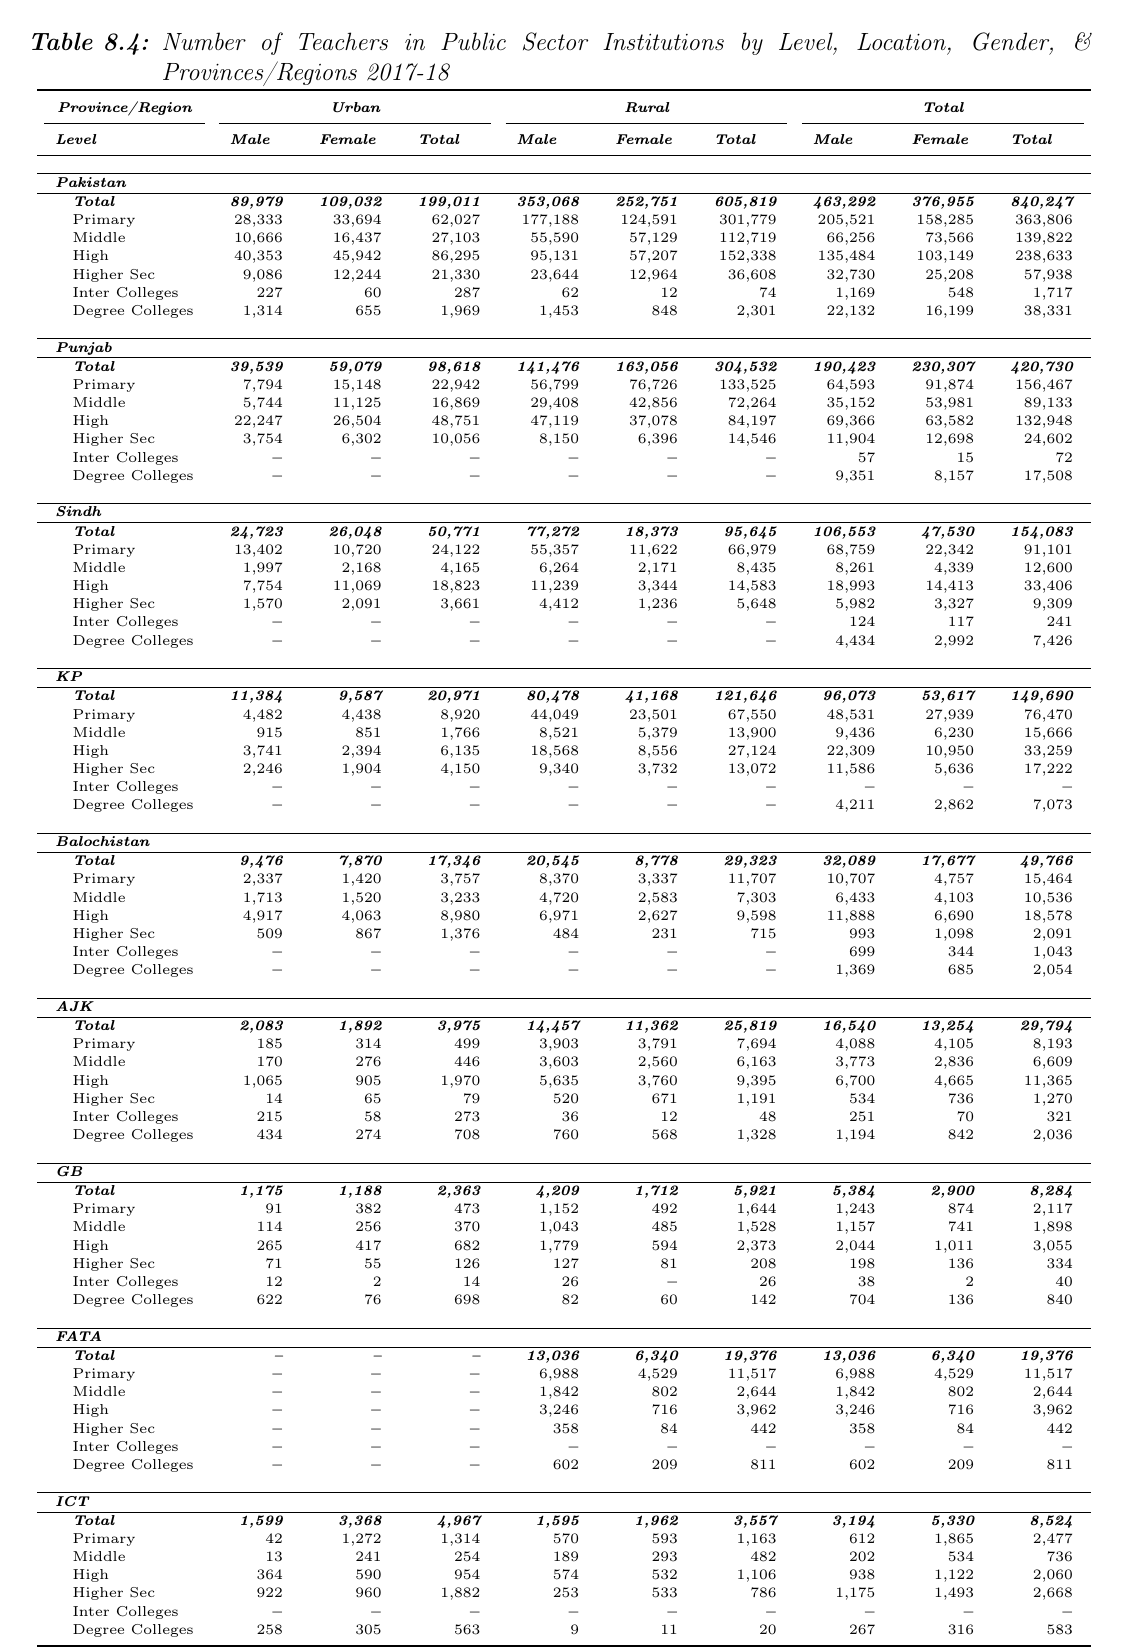 Table 8.4: Number of Teachers in Public Sector Institutions by Level, Location, Gender, &
Provinces/Regions 2017-18
Province/Region Urban Rural Total
Level Male Female Total Male Female Total Male Female Total
Pakistan
Total 89,979 109,032 199,011 353,068 252,751 605,819 463,292 376,955 840,247
Primary 28,333 33,694 62,027 177,188 124,591 301,779 205,521 158,285 363,806
Middle 10,666 16,437 27,103 55,590 57,129 112,719 66,256 73,566 139,822
High 40,353 45,942 86,295 95,131 57,207 152,338 135,484 103,149 238,633
Higher Sec 9,086 12,244 21,330 23,644 12,964 36,608 32,730 25,208 57,938
Inter Colleges 227 60 287 62 12 74 1,169 548 1,717
Degree Colleges 1,314 655 1,969 1,453 848 2,301 22,132 16,199 38,331
Punjab
Total 39,539 59,079 98,618 141,476 163,056 304,532 190,423 230,307 420,730
Primary 7,794 15,148 22,942 56,799 76,726 133,525 64,593 91,874 156,467
Middle 5,744 11,125 16,869 29,408 42,856 72,264 35,152 53,981 89,133
High 22,247 26,504 48,751 47,119 37,078 84,197 69,366 63,582 132,948
Higher Sec 3,754 6,302 10,056 8,150 6,396 14,546 11,904 12,698 24,602
Inter Colleges – – – – – – 57 15 72
Degree Colleges – – – – – – 9,351 8,157 17,508
Sindh
Total 24,723 26,048 50,771 77,272 18,373 95,645 106,553 47,530 154,083
Primary 13,402 10,720 24,122 55,357 11,622 66,979 68,759 22,342 91,101
Middle 1,997 2,168 4,165 6,264 2,171 8,435 8,261 4,339 12,600
High 7,754 11,069 18,823 11,239 3,344 14,583 18,993 14,413 33,406
Higher Sec 1,570 2,091 3,661 4,412 1,236 5,648 5,982 3,327 9,309
Inter Colleges – – – – – – 124 117 241
Degree Colleges – – – – – – 4,434 2,992 7,426
KP
Total 11,384 9,587 20,971 80,478 41,168 121,646 96,073 53,617 149,690
Primary 4,482 4,438 8,920 44,049 23,501 67,550 48,531 27,939 76,470
Middle 915 851 1,766 8,521 5,379 13,900 9,436 6,230 15,666
High 3,741 2,394 6,135 18,568 8,556 27,124 22,309 10,950 33,259
Higher Sec 2,246 1,904 4,150 9,340 3,732 13,072 11,586 5,636 17,222
Inter Colleges – – – – – – – – –
Degree Colleges – – – – – – 4,211 2,862 7,073
Balochistan
Total 9,476 7,870 17,346 20,545 8,778 29,323 32,089 17,677 49,766
Primary 2,337 1,420 3,757 8,370 3,337 11,707 10,707 4,757 15,464
Middle 1,713 1,520 3,233 4,720 2,583 7,303 6,433 4,103 10,536
High 4,917 4,063 8,980 6,971 2,627 9,598 11,888 6,690 18,578
Higher Sec 509 867 1,376 484 231 715 993 1,098 2,091
Inter Colleges – – – – – – 699 344 1,043
Degree Colleges – – – – – – 1,369 685 2,054
AJK
Total 2,083 1,892 3,975 14,457 11,362 25,819 16,540 13,254 29,794
Primary 185 314 499 3,903 3,791 7,694 4,088 4,105 8,193
Middle 170 276 446 3,603 2,560 6,163 3,773 2,836 6,609
High 1,065 905 1,970 5,635 3,760 9,395 6,700 4,665 11,365
Higher Sec 14 65 79 520 671 1,191 534 736 1,270
Inter Colleges 215 58 273 36 12 48 251 70 321
Degree Colleges 434 274 708 760 568 1,328 1,194 842 2,036
GB
Total 1,175 1,188 2,363 4,209 1,712 5,921 5,384 2,900 8,284
Primary 91 382 473 1,152 492 1,644 1,243 874 2,117
Middle 114 256 370 1,043 485 1,528 1,157 741 1,898
High 265 417 682 1,779 594 2,373 2,044 1,011 3,055
Higher Sec 71 55 126 127 81 208 198 136 334
Inter Colleges 12 2 14 26 – 26 38 2 40
Degree Colleges 622 76 698 82 60 142 704 136 840
FATA
Total – – – 13,036 6,340 19,376 13,036 6,340 19,376
Primary – – – 6,988 4,529 11,517 6,988 4,529 11,517
Middle – – – 1,842 802 2,644 1,842 802 2,644
High – – – 3,246 716 3,962 3,246 716 3,962
Higher Sec – – – 358 84 442 358 84 442
Inter Colleges – – – – – – – – –
Degree Colleges – – – 602 209 811 602 209 811
ICT
Total 1,599 3,368 4,967 1,595 1,962 3,557 3,194 5,330 8,524
Primary 42 1,272 1,314 570 593 1,163 612 1,865 2,477
Middle 13 241 254 189 293 482 202 534 736
High 364 590 954 574 532 1,106 938 1,122 2,060
Higher Sec 922 960 1,882 253 533 786 1,175 1,493 2,668
Inter Colleges – – – – – – – – –
Degree Colleges 258 305 563 9 11 20 267 316 583